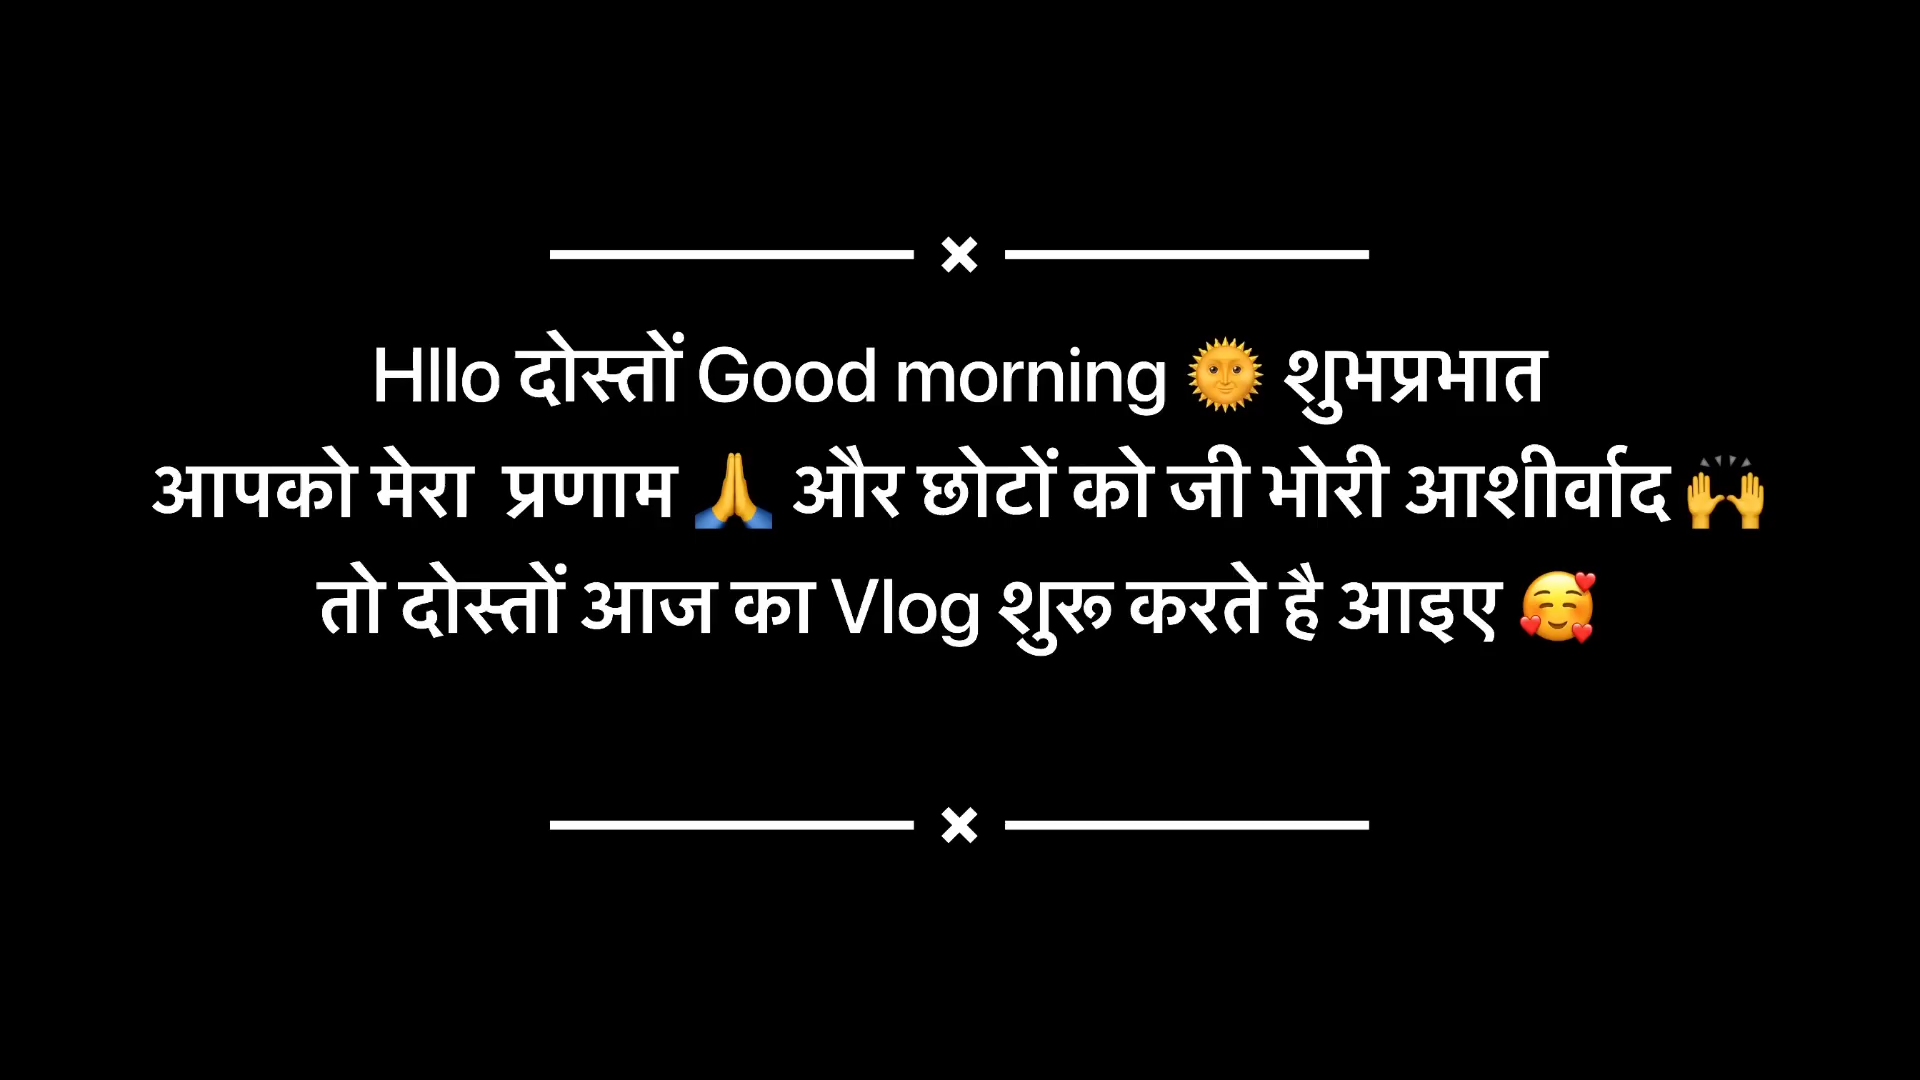 Hllo दोस्तों Good morning 🌞 शुभप्रभात
आपको मेरा  प्रणाम 🙏 और छोटों को जी भोरी आशीर्वाद 🙌
तो दोस्तों आज का Vlog शुरू करते है आइए 🥰